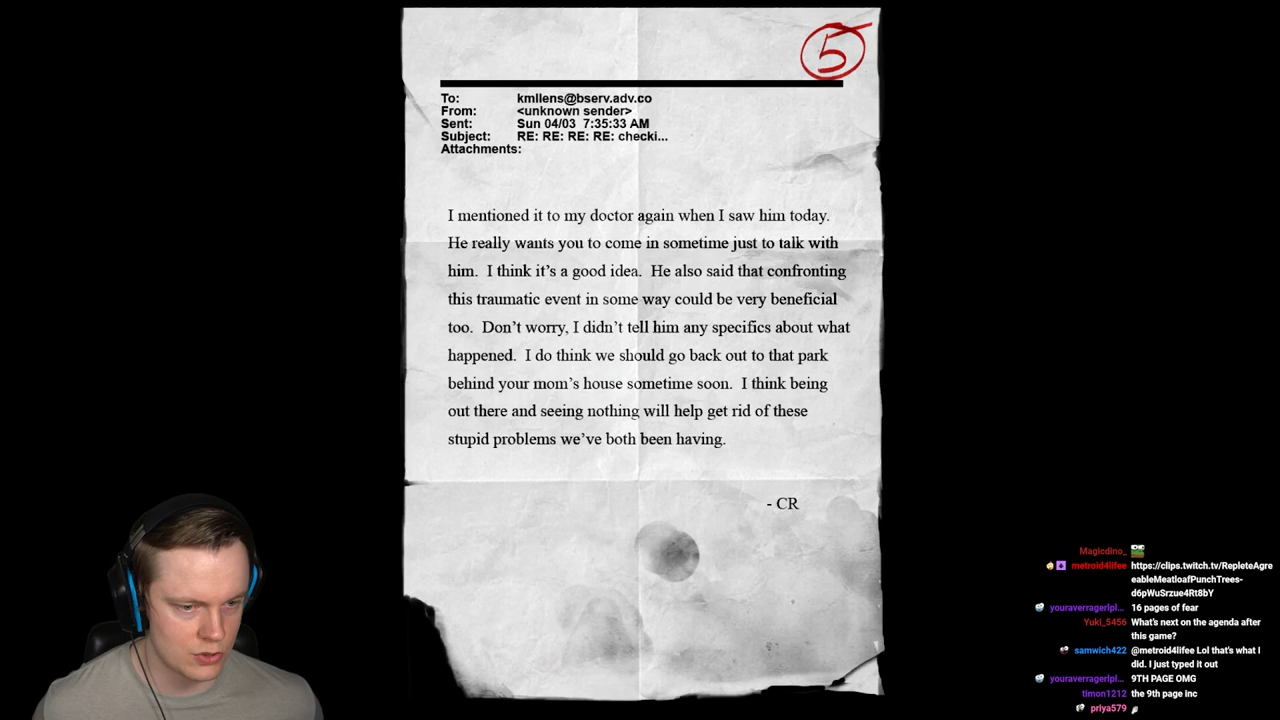 5
To: kmllens@bserv.adv.co
From: <unknown sender>
Sent: Sun 04/03 7:35:33 AM
Subject: RE: RE: RE: RE: checki...
Attachments:
I mentioned it to my doctor again when I saw him today.
He really wants you to come in sometime just to talk with
him. I think it's a good idea. He also said that confronting
this traumatic event in some way could be very beneficial
too. Don't worry, I didn't tell him any specifics about what
happened. I do think we should go back out to that park
behind your mom's house sometime soon. I think being
out there and seeing nothing will help get rid of these
stupid problems we've both been having.
- CR
Magicdino_
metroid4lifee https://clips.twitch.tv/RepleteAgre
eableMeatloafPunchTrees-
d6pWuSrzue4Rt8bY
youraverragerlpl... 16 pages of fear
Yuki_5456 What's next on the agenda after
this game?
samwich422 @metroid4lifee Lol that's what I
did. I just typed it out
youraverragerlpl... 9TH PAGE OMG
timon1212 the 9th page inc
priya579